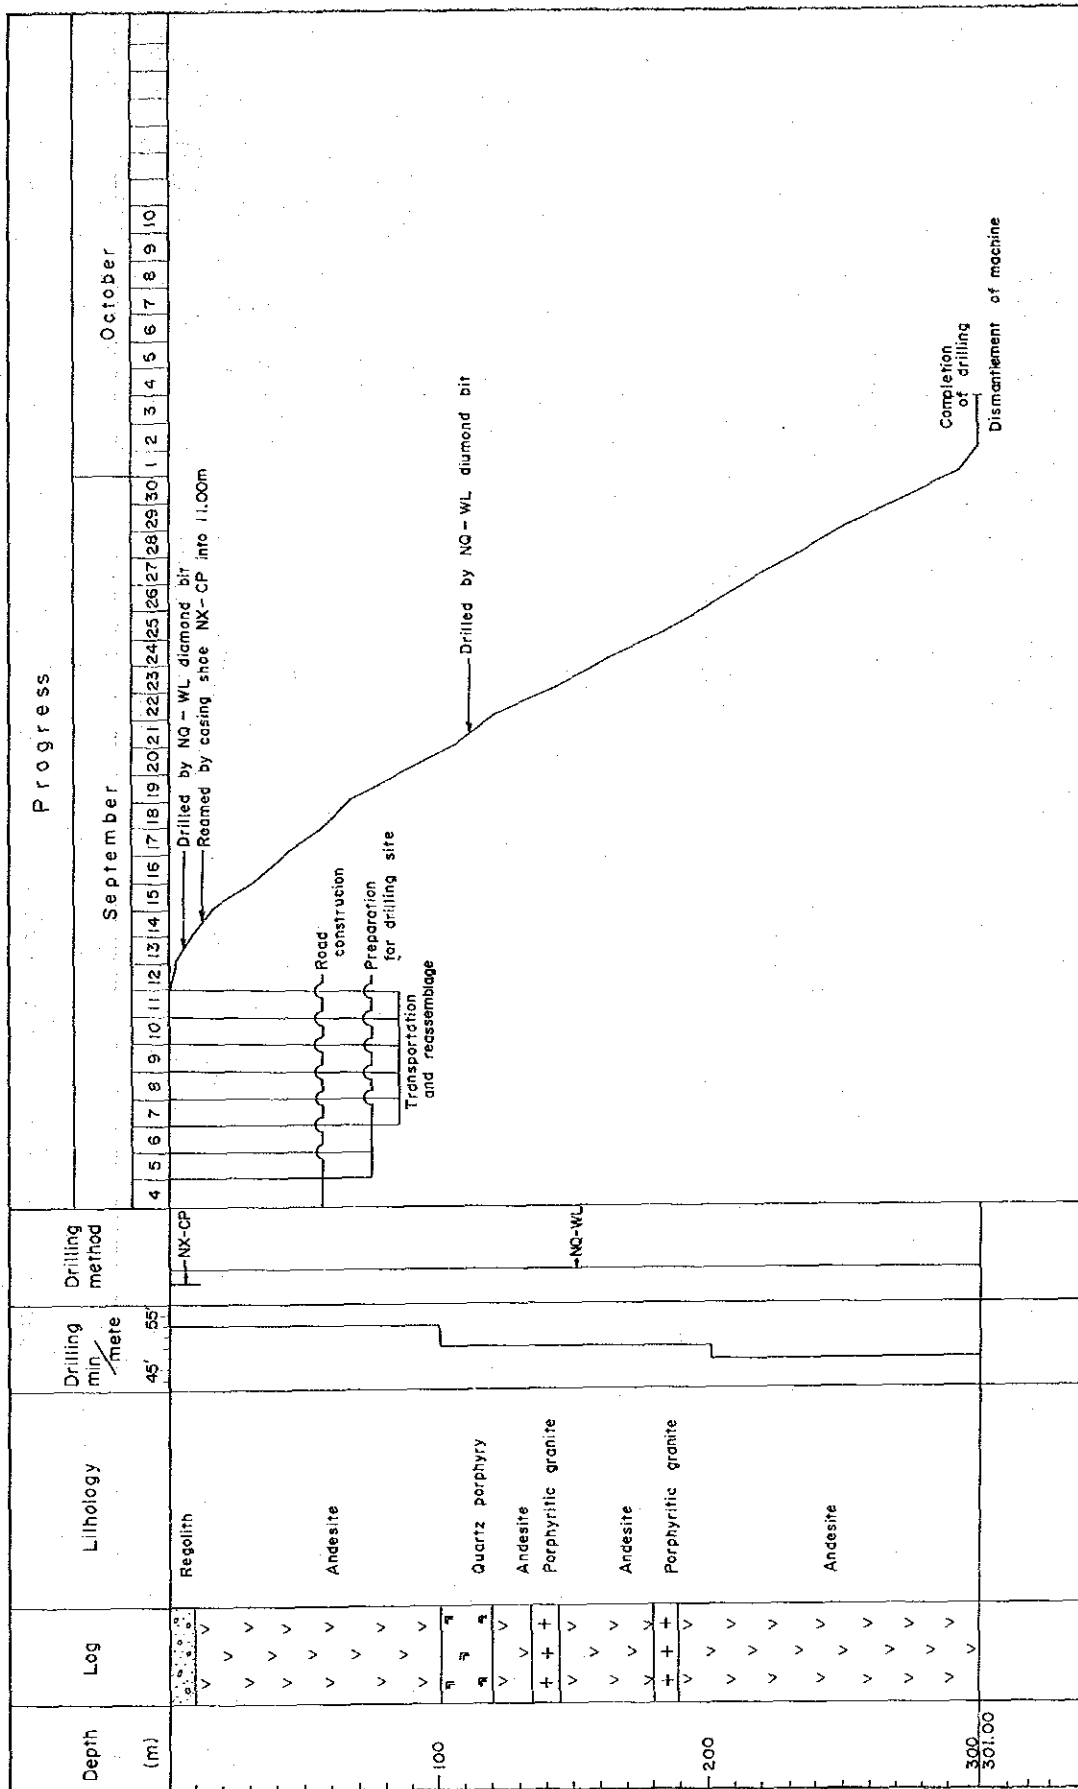 Depth
(m)
Log
Lilhology
Drilling
min/mete
45' 55'
Drilling
method
Progress
September
October
4 5 6 7 8 9 10 11 12 13 14 15 16 17 18 19 20 21 22 23 24 25 26 27 28 29 30 1 2 3 4 5 6 7 8 9 10
Regolith
Andesite
Quartz porphyry
Andesite
Porphyritic granite
Andesite
Porphyritic granite
Andesite
100
200
300
301.00
NX-CP
NQ-WL
Drilled by NQ-WL diamond bit
Reamed by casing shoe NX-CP into 11.00m
Road
construcion
Preparation
for drilling site
Transportation
and reassemblage
Drilled by NQ-WL diumond bit
Completion
of drilling
Dismantlement of machine